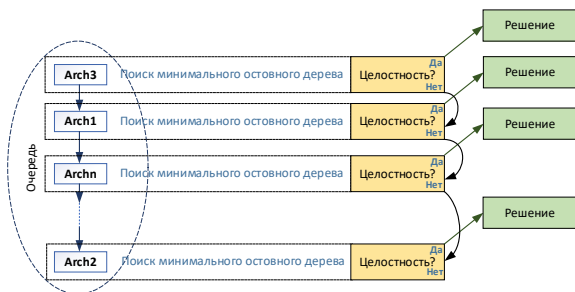 Решение
Да
Arch3 Поиск минимального остовного дерева Целостность?
Нет
Решение
Да
Arch1 Поиск минимального остовного дерева Целостность?
Нет
Решение
Да
Archn Поиск минимального остовного дерева Целостность?
Нет
Очередь
Решение
Да
Arch2 Поиск минимального остовного дерева Целостность?
Нет